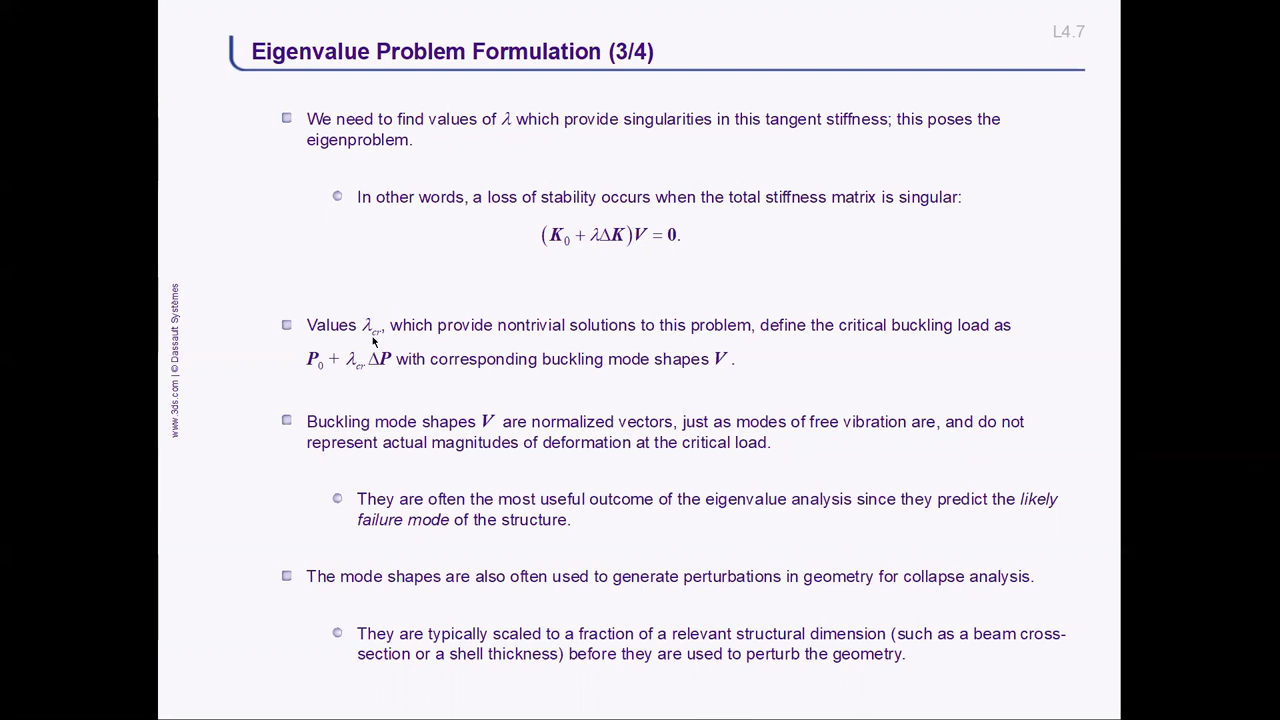 L4.7
Eigenvalue Problem Formulation (3/4)
We need to find values of λ which provide singularities in this tangent stiffness; this poses the
eigenproblem.
In other words, a loss of stability occurs when the total stiffness matrix is singular:
(K₀ + λΔK)V = 0.
Values λcr, which provide nontrivial solutions to this problem, define the critical buckling load as
P₀ + λcr ΔP with corresponding buckling mode shapes V .
Buckling mode shapes V are normalized vectors, just as modes of free vibration are, and do not
represent actual magnitudes of deformation at the critical load.
They are often the most useful outcome of the eigenvalue analysis since they predict the likely
failure mode of the structure.
The mode shapes are also often used to generate perturbations in geometry for collapse analysis.
They are typically scaled to a fraction of a relevant structural dimension (such as a beam cross-
section or a shell thickness) before they are used to perturb the geometry.
www.3ds.com | © Dassault Systèmes